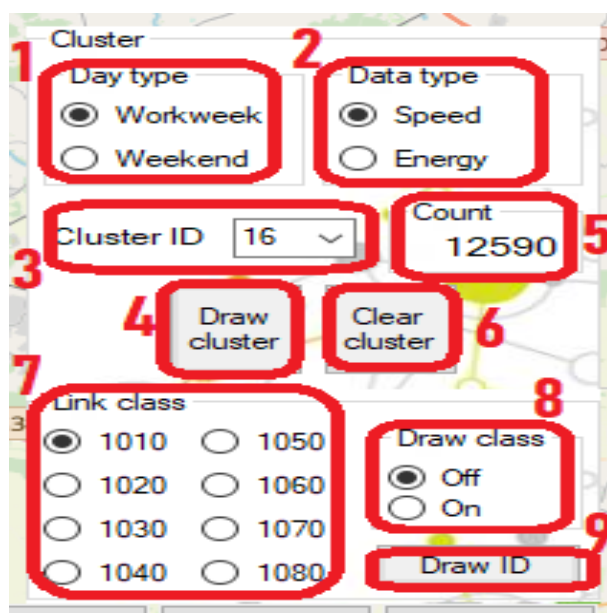 Cluster
1 2
Day type Data type
Workweek Speed
Weekend Energy
Cluster ID 16
Count
12590
5
3
4 Draw cluster
Clear cluster 6
7
Link class
8
3
Draw class
1010 1050
1020 1060
1030 1070
1040 1080
Off
On
9
Draw ID